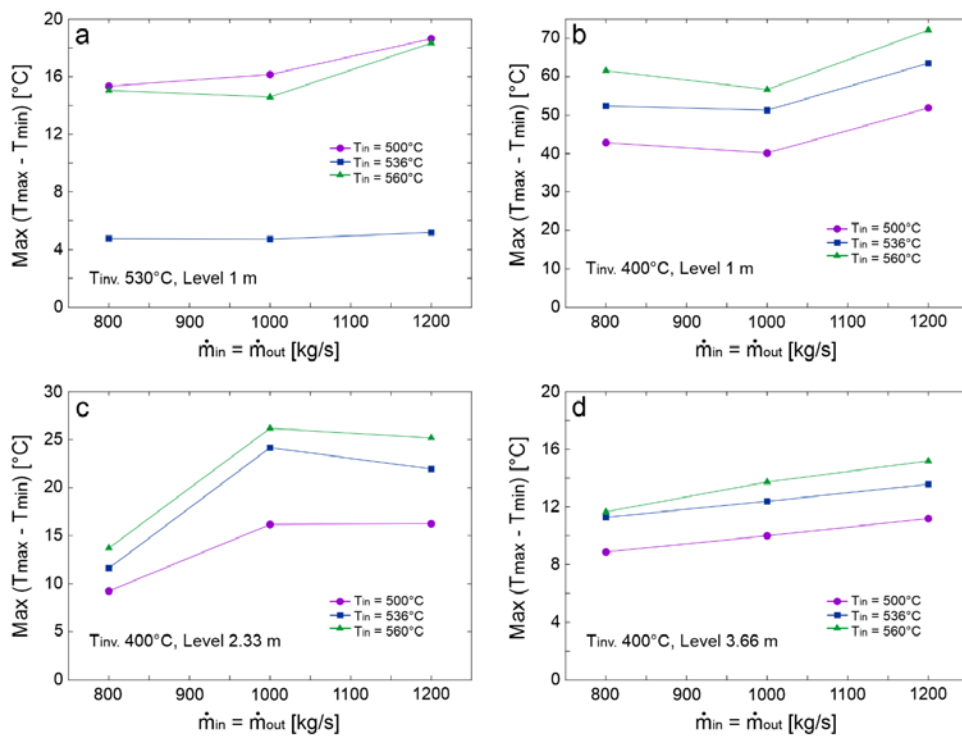 a
Max (Tmax - Tmin) [°C]
20
16
12
8
4
0
Tin = 500°C
Tin = 536°C
Tin = 560°C
Tinv. 530°C, Level 1 m
800 900 1000 1100 1200
ṁin = ṁout [kg/s]
b
Max (Tmax - Tmin) [°C]
70
60
50
40
30
20
10
0
Tin = 500°C
Tin = 536°C
Tin = 560°C
Tinv. 400°C, Level 1 m
800 900 1000 1100 1200
ṁin = ṁout [kg/s]
c
Max (Tmax - Tmin) [°C]
30
25
20
15
10
5
0
Tin = 500°C
Tin = 536°C
Tin = 560°C
Tinv. 400°C, Level 2.33 m
800 900 1000 1100 1200
ṁin = ṁout [kg/s]
d
Max (Tmax - Tmin) [°C]
20
16
12
8
4
0
Tin = 500°C
Tin = 536°C
Tin = 560°C
Tinv. 400°C, Level 3.66 m
800 900 1000 1100 1200
ṁin = ṁout [kg/s]